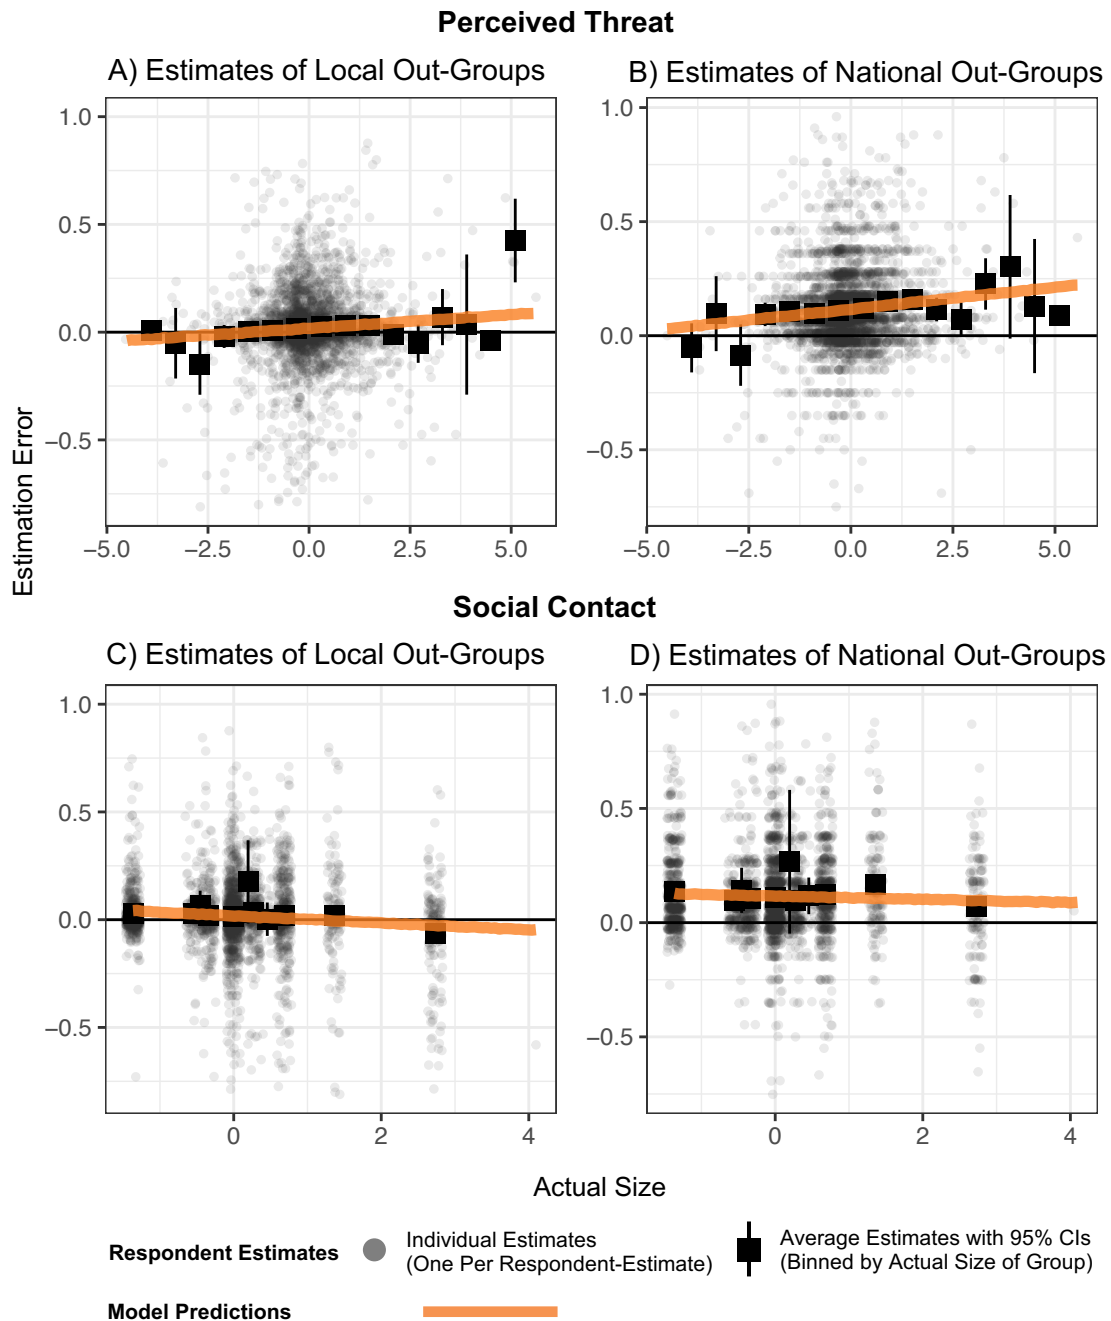 Perceived Threat
A) Estimates of Local Out-Groups
B) Estimates of National Out-Groups
1.0
0.5
0.0
−0.5
−5.0 −2.5 0.0 2.5 5.0
1.0
0.5
0.0
−0.5
−5.0 −2.5 0.0 2.5 5.0
Estimation Error
Social Contact
C) Estimates of Local Out-Groups
D) Estimates of National Out-Groups
1.0
0.5
0.0
−0.5
0 2 4
1.0
0.5
0.0
−0.5
0 2 4
Actual Size
Respondent Estimates
Individual Estimates
(One Per Respondent-Estimate)
Average Estimates with 95% CIs
(Binned by Actual Size of Group)
Model Predictions